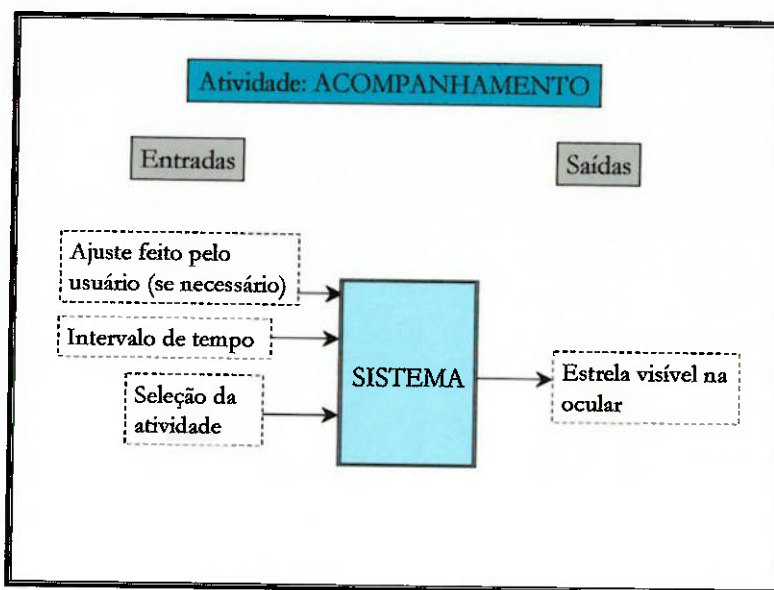 Atividade: ACOMPANHAMENTO
Entradas
Saídas
Ajuste feito pelo
usuário (se necessário)
Intervalo de tempo
Seleção da
atividade
SISTEMA
Estrela visível na
ocular